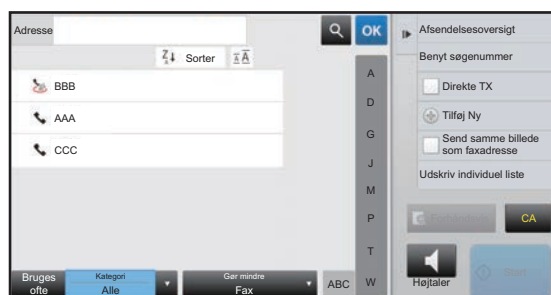 Adresse
OK
Sorter
BBB
AAA
CCC
A
D
G
J
M
P
T
W
ABC
Bruges
ofte
Kategori
Alle
Gør mindre
Fax
Afsendelsesoversigt
Benyt søgenummer
Direkte TX
Tilføj Ny
Send samme billede
som faxadresse
Udskriv individuel liste
CA
Højtaler
Start